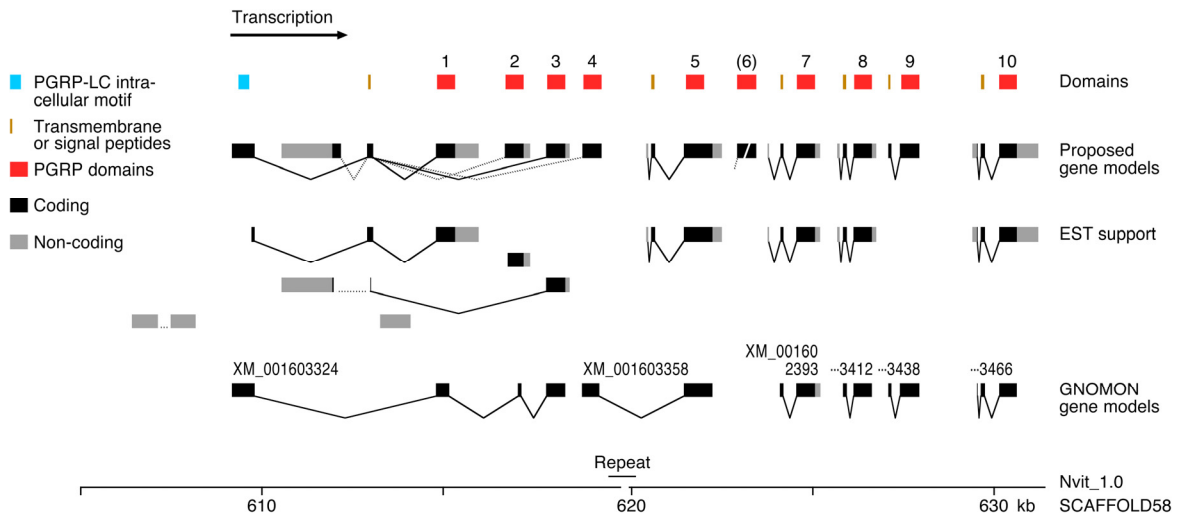 Transcription
1 2 3 4 5 (6) 7 8 9 10
PGRP-LC intra-
cellular motif
Domains
Transmembrane
or signal peptides
PGRP domains
Proposed
gene models
Coding
Non-coding
EST support
XM_001603324
XM_001603358
XM_00160
2393
···3412
···3438
···3466
GNOMON
gene models
Repeat
Nvit_1.0
610 620 630 kb
SCAFFOLD58